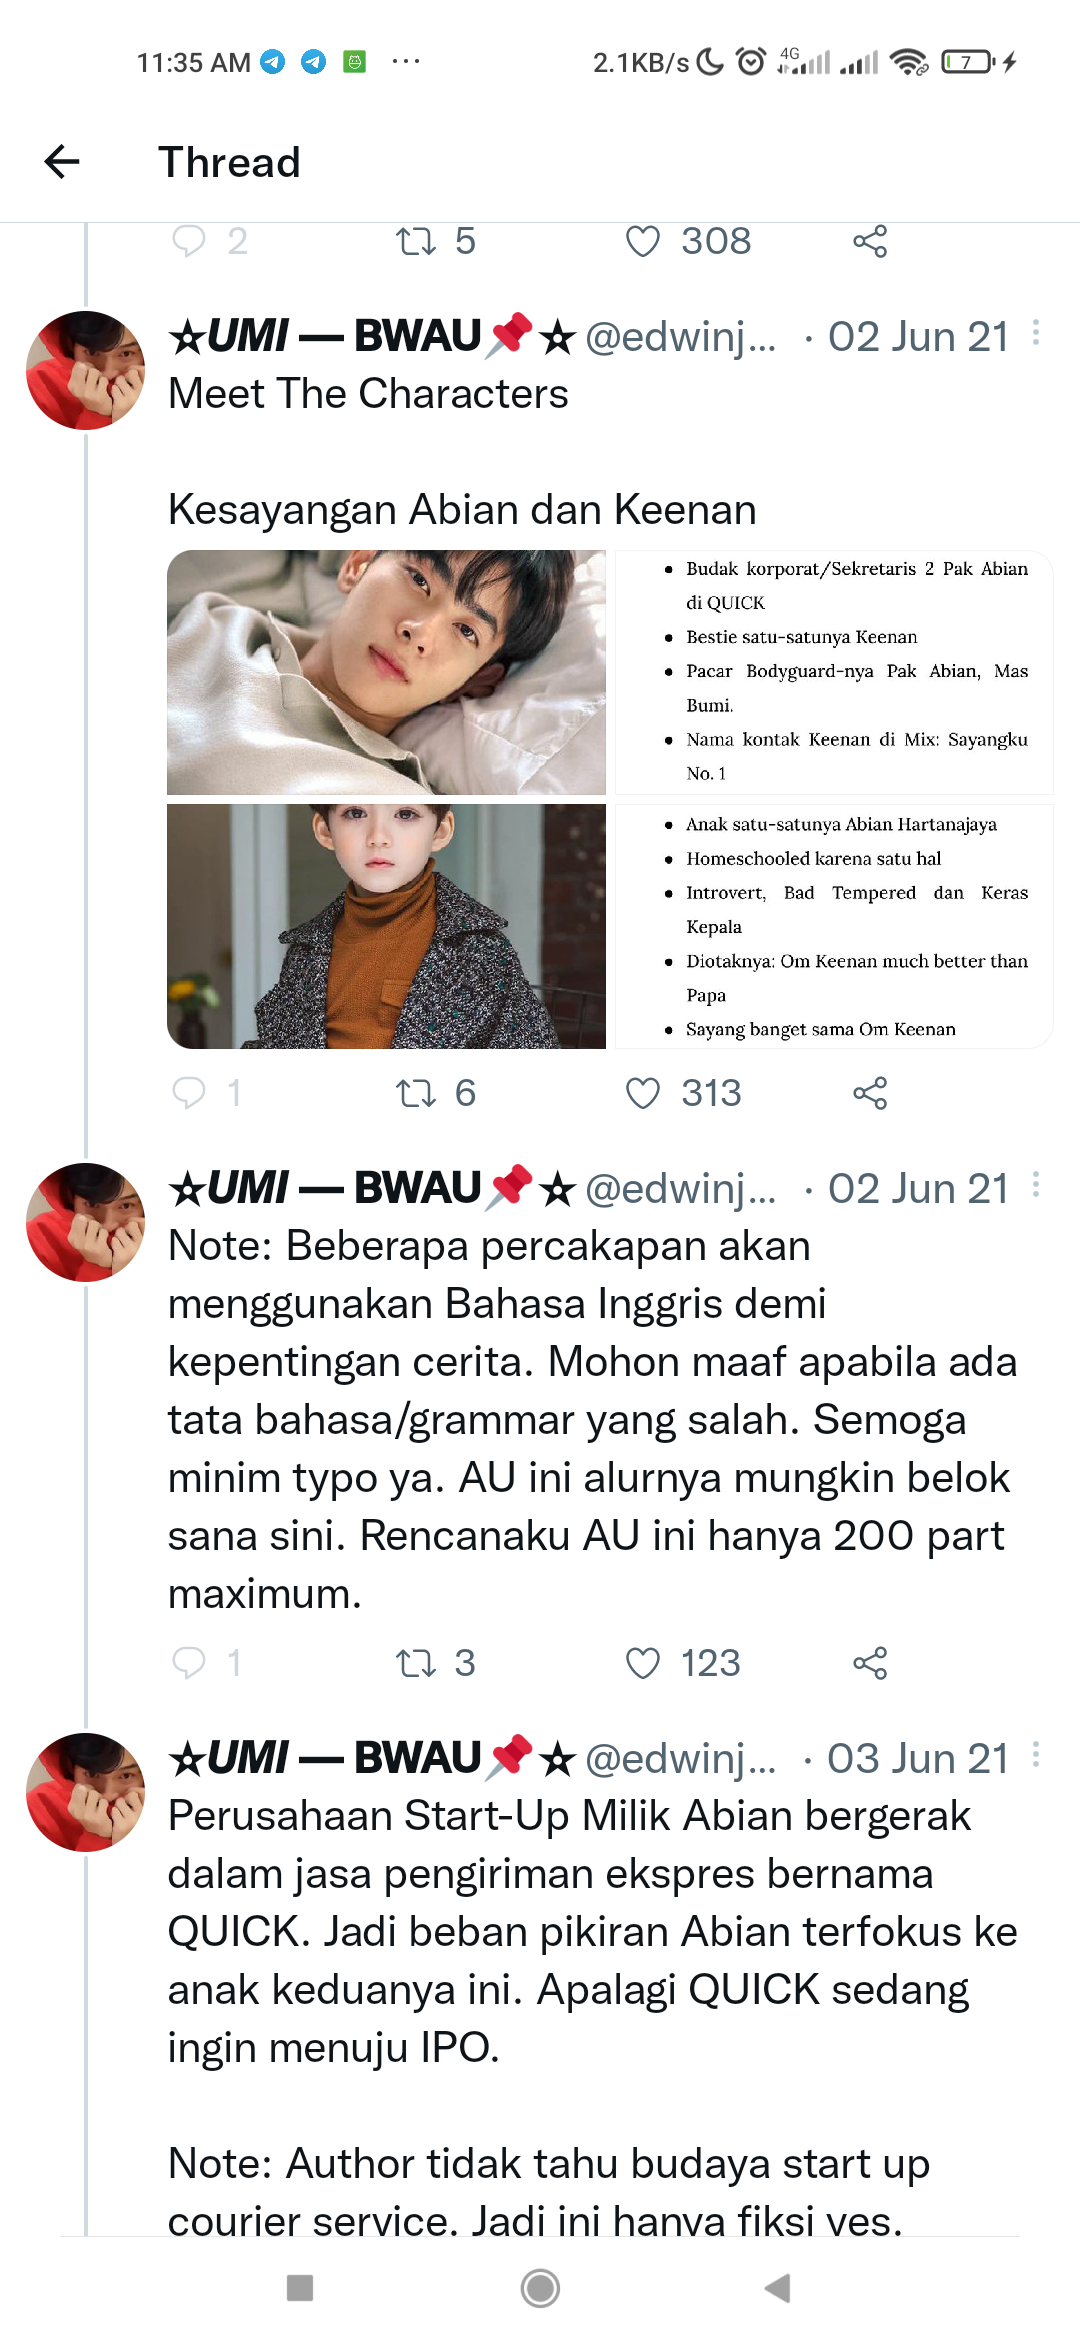 11:35 AM ··· 2.1KB/s 4G 7
Thread
2 5 308
☆UMI — BWAU📌☆ @edwinj... · 02 Jun 21
Meet The Characters
Kesayangan Abian dan Keenan
• Budak korporat/Sekretaris 2 Pak Abian
di QUICK
• Bestie satu-satunya Keenan
• Pacar Bodyguard-nya Pak Abian, Mas
Bumi.
• Nama kontak Keenan di Mix: Sayangku
No. 1
• Anak satu-satunya Abian Hartanajaya
• Homeschooled karena satu hal
• Introvert, Bad Tempered dan Keras
Kepala
• Diotaknya: Om Keenan much better than
Papa
• Sayang banget sama Om Keenan
1 6 313
☆UMI — BWAU📌☆ @edwinj... · 02 Jun 21
Note: Beberapa percakapan akan
menggunakan Bahasa Inggris demi
kepentingan cerita. Mohon maaf apabila ada
tata bahasa/grammar yang salah. Semoga
minim typo ya. AU ini alurnya mungkin belok
sana sini. Rencanaku AU ini hanya 200 part
maximum.
1 3 123
☆UMI — BWAU📌☆ @edwinj... · 03 Jun 21
Perusahaan Start-Up Milik Abian bergerak
dalam jasa pengiriman ekspres bernama
QUICK. Jadi beban pikiran Abian terfokus ke
anak keduanya ini. Apalagi QUICK sedang
ingin menuju IPO.
Note: Author tidak tahu budaya start up
courier service. Jadi ini hanya fiksi yes.